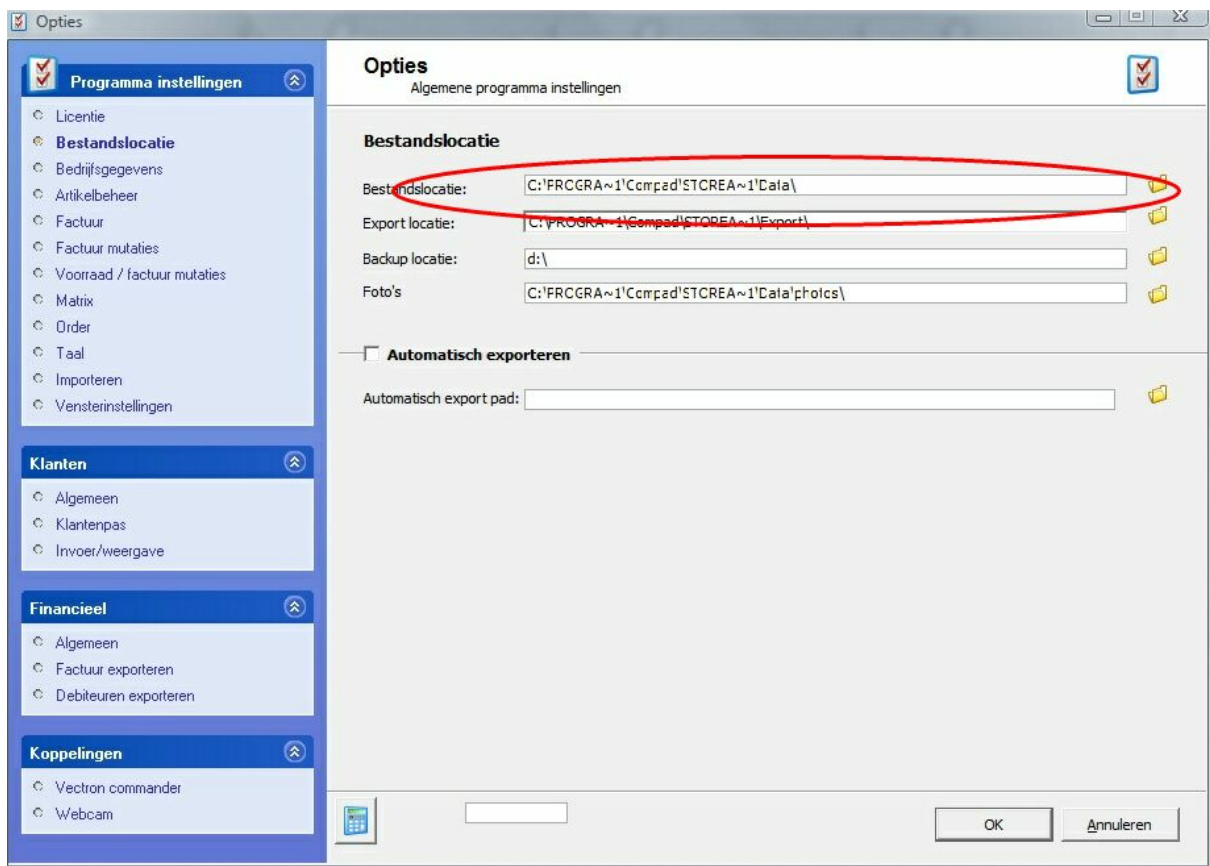 Opties
Programma instellingen
Licentie
Bestandslocatie
Bedrijfsgegevens
Artikelbeheer
Factuur
Factuur mutaties
Voorraad / factuur mutaties
Matrix
Order
Taal
Importeren
Vensterinstellingen
Klanten
Algemeen
Klantenpas
Invoer/weergave
Financieel
Algemeen
Factuur exporteren
Debiteuren exporteren
Koppelingen
Vectron commander
Webcam
Opties
Algemene programma instellingen
Bestandslocatie
Bestandslocatie: C:\PROGRA~1\Compad\STOREA~1\Data\
Export locatie: C:\PROGRA~1\Compad\STOREA~1\Export\
Backup locatie: d:\
Foto's C:\PROGRA~1\Compad\STOREA~1\Data\photos\
Automatisch exporteren
Automatisch export pad:
OK Annuleren